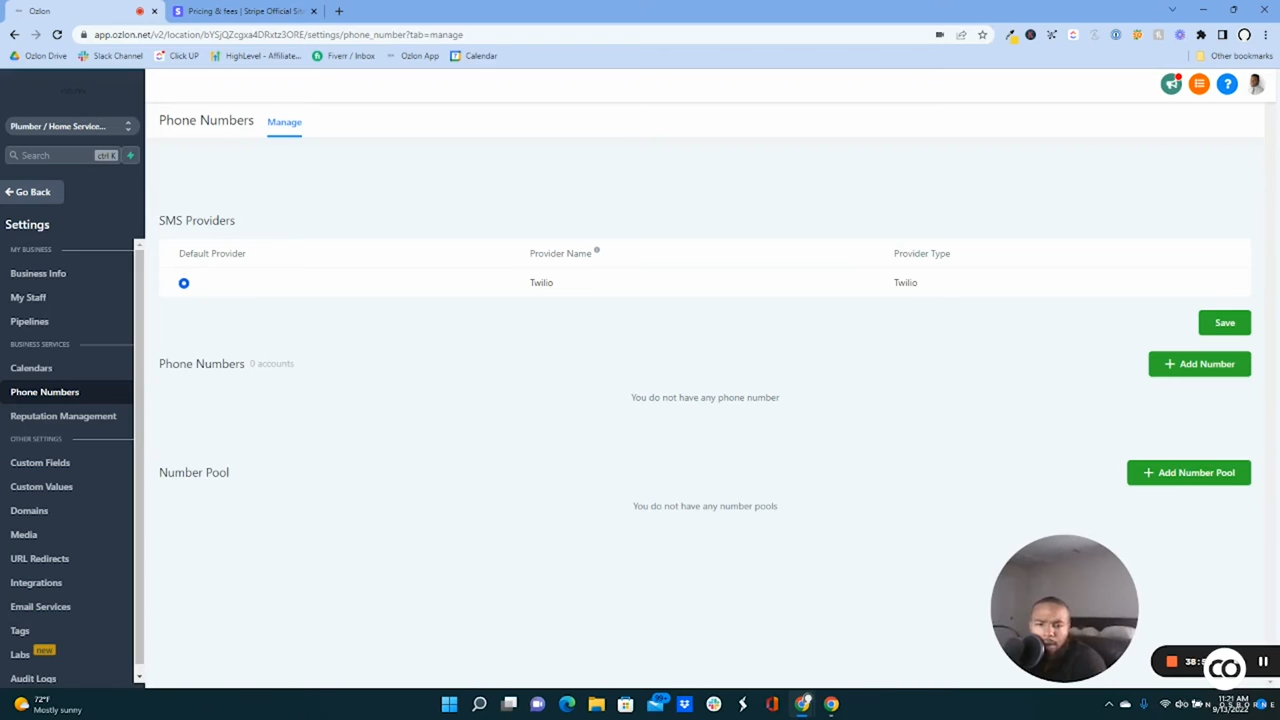 Ozlon
Pricing & fees | Stripe Official Sit
app.ozlon.net/v2/location/bYSjQZcgxa4DRxtz3ORE/settings/phone_number?tab=manage
Ozlon Drive
Slack Channel
Click UP
HighLevel - Affiliate...
Fiverr / Inbox
Ozlon App
Calendar
Other bookmarks
Plumber / Home Service...
Search
ctrl K
Go Back
Settings
MY BUSINESS
Business Info
My Staff
Pipelines
BUSINESS SERVICES
Calendars
Phone Numbers
Reputation Management
OTHER SETTINGS
Custom Fields
Custom Values
Domains
Media
URL Redirects
Integrations
Email Services
Tags
Labs new
Audit Logs
Phone Numbers Manage
SMS Providers
Default Provider Provider Name Provider Type
Twilio Twilio
Save
Phone Numbers 0 accounts
+ Add Number
You do not have any phone number
Number Pool
+ Add Number Pool
You do not have any number pools
CO
72°F
Mostly sunny
99+
11:21 AM
9/13/2022